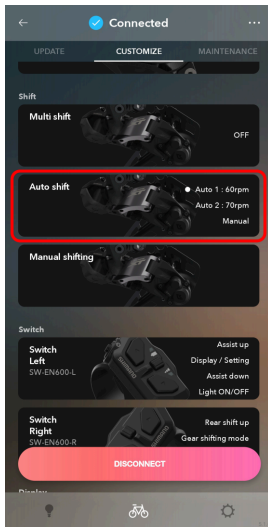 Connected
UPDATE CUSTOMIZE MAINTENANCE
Shift
Multi shift
OFF
Auto shift
Auto 1 : 60rpm
Auto 2 : 70rpm
Manual
Manual shifting
Switch
Switch
Left
SW-EN600-L
Assist up
Display / Setting
Assist down
Light ON/OFF
Switch
Right
SW-EN600-R
Rear shift up
Gear shifting mode
DISCONNECT
Display